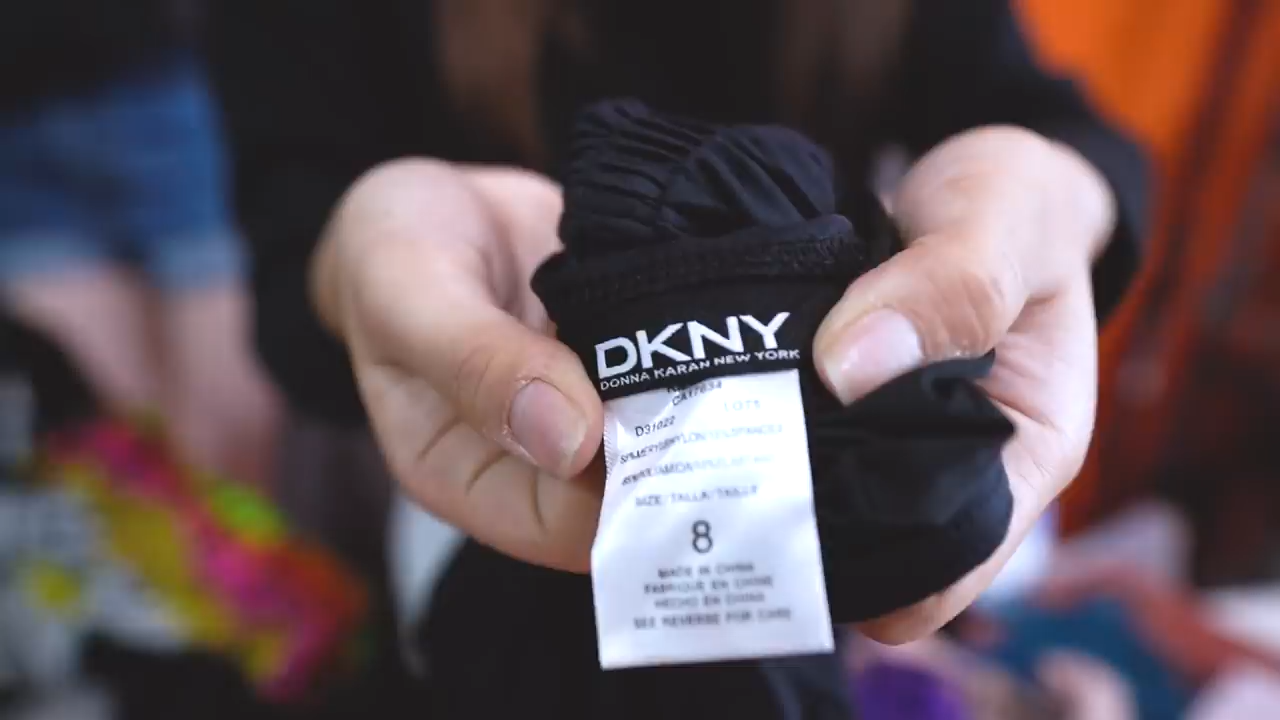 DKNY
DONNA KARAN NEW YORK
CA17634
D31022
SIZE/TALLA/TAILLE
8
MADE IN CHINA
FABRIQUE EN CHINE
HECHO EN CHINA
SEE REVERSE FOR CARE